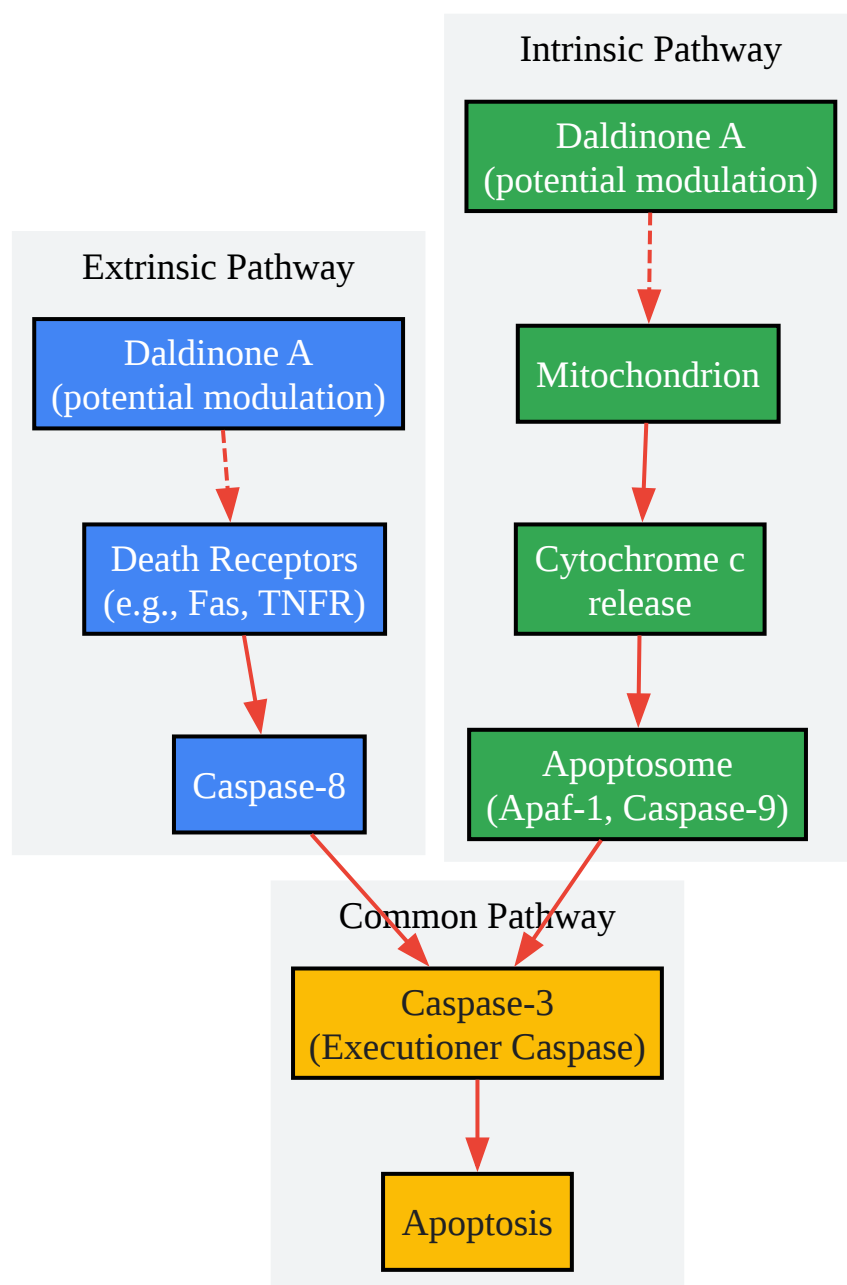 Intrinsic Pathway
Daldinone A
(potential modulation)
Mitochondrion
Cytochrome c
release
Apoptosome
(Apaf-1, Caspase-9)
Extrinsic Pathway
Daldinone A
(potential modulation)
Death Receptors
(e.g., Fas, TNFR)
Caspase-8
Common Pathway
Caspase-3
(Executioner Caspase)
Apoptosis